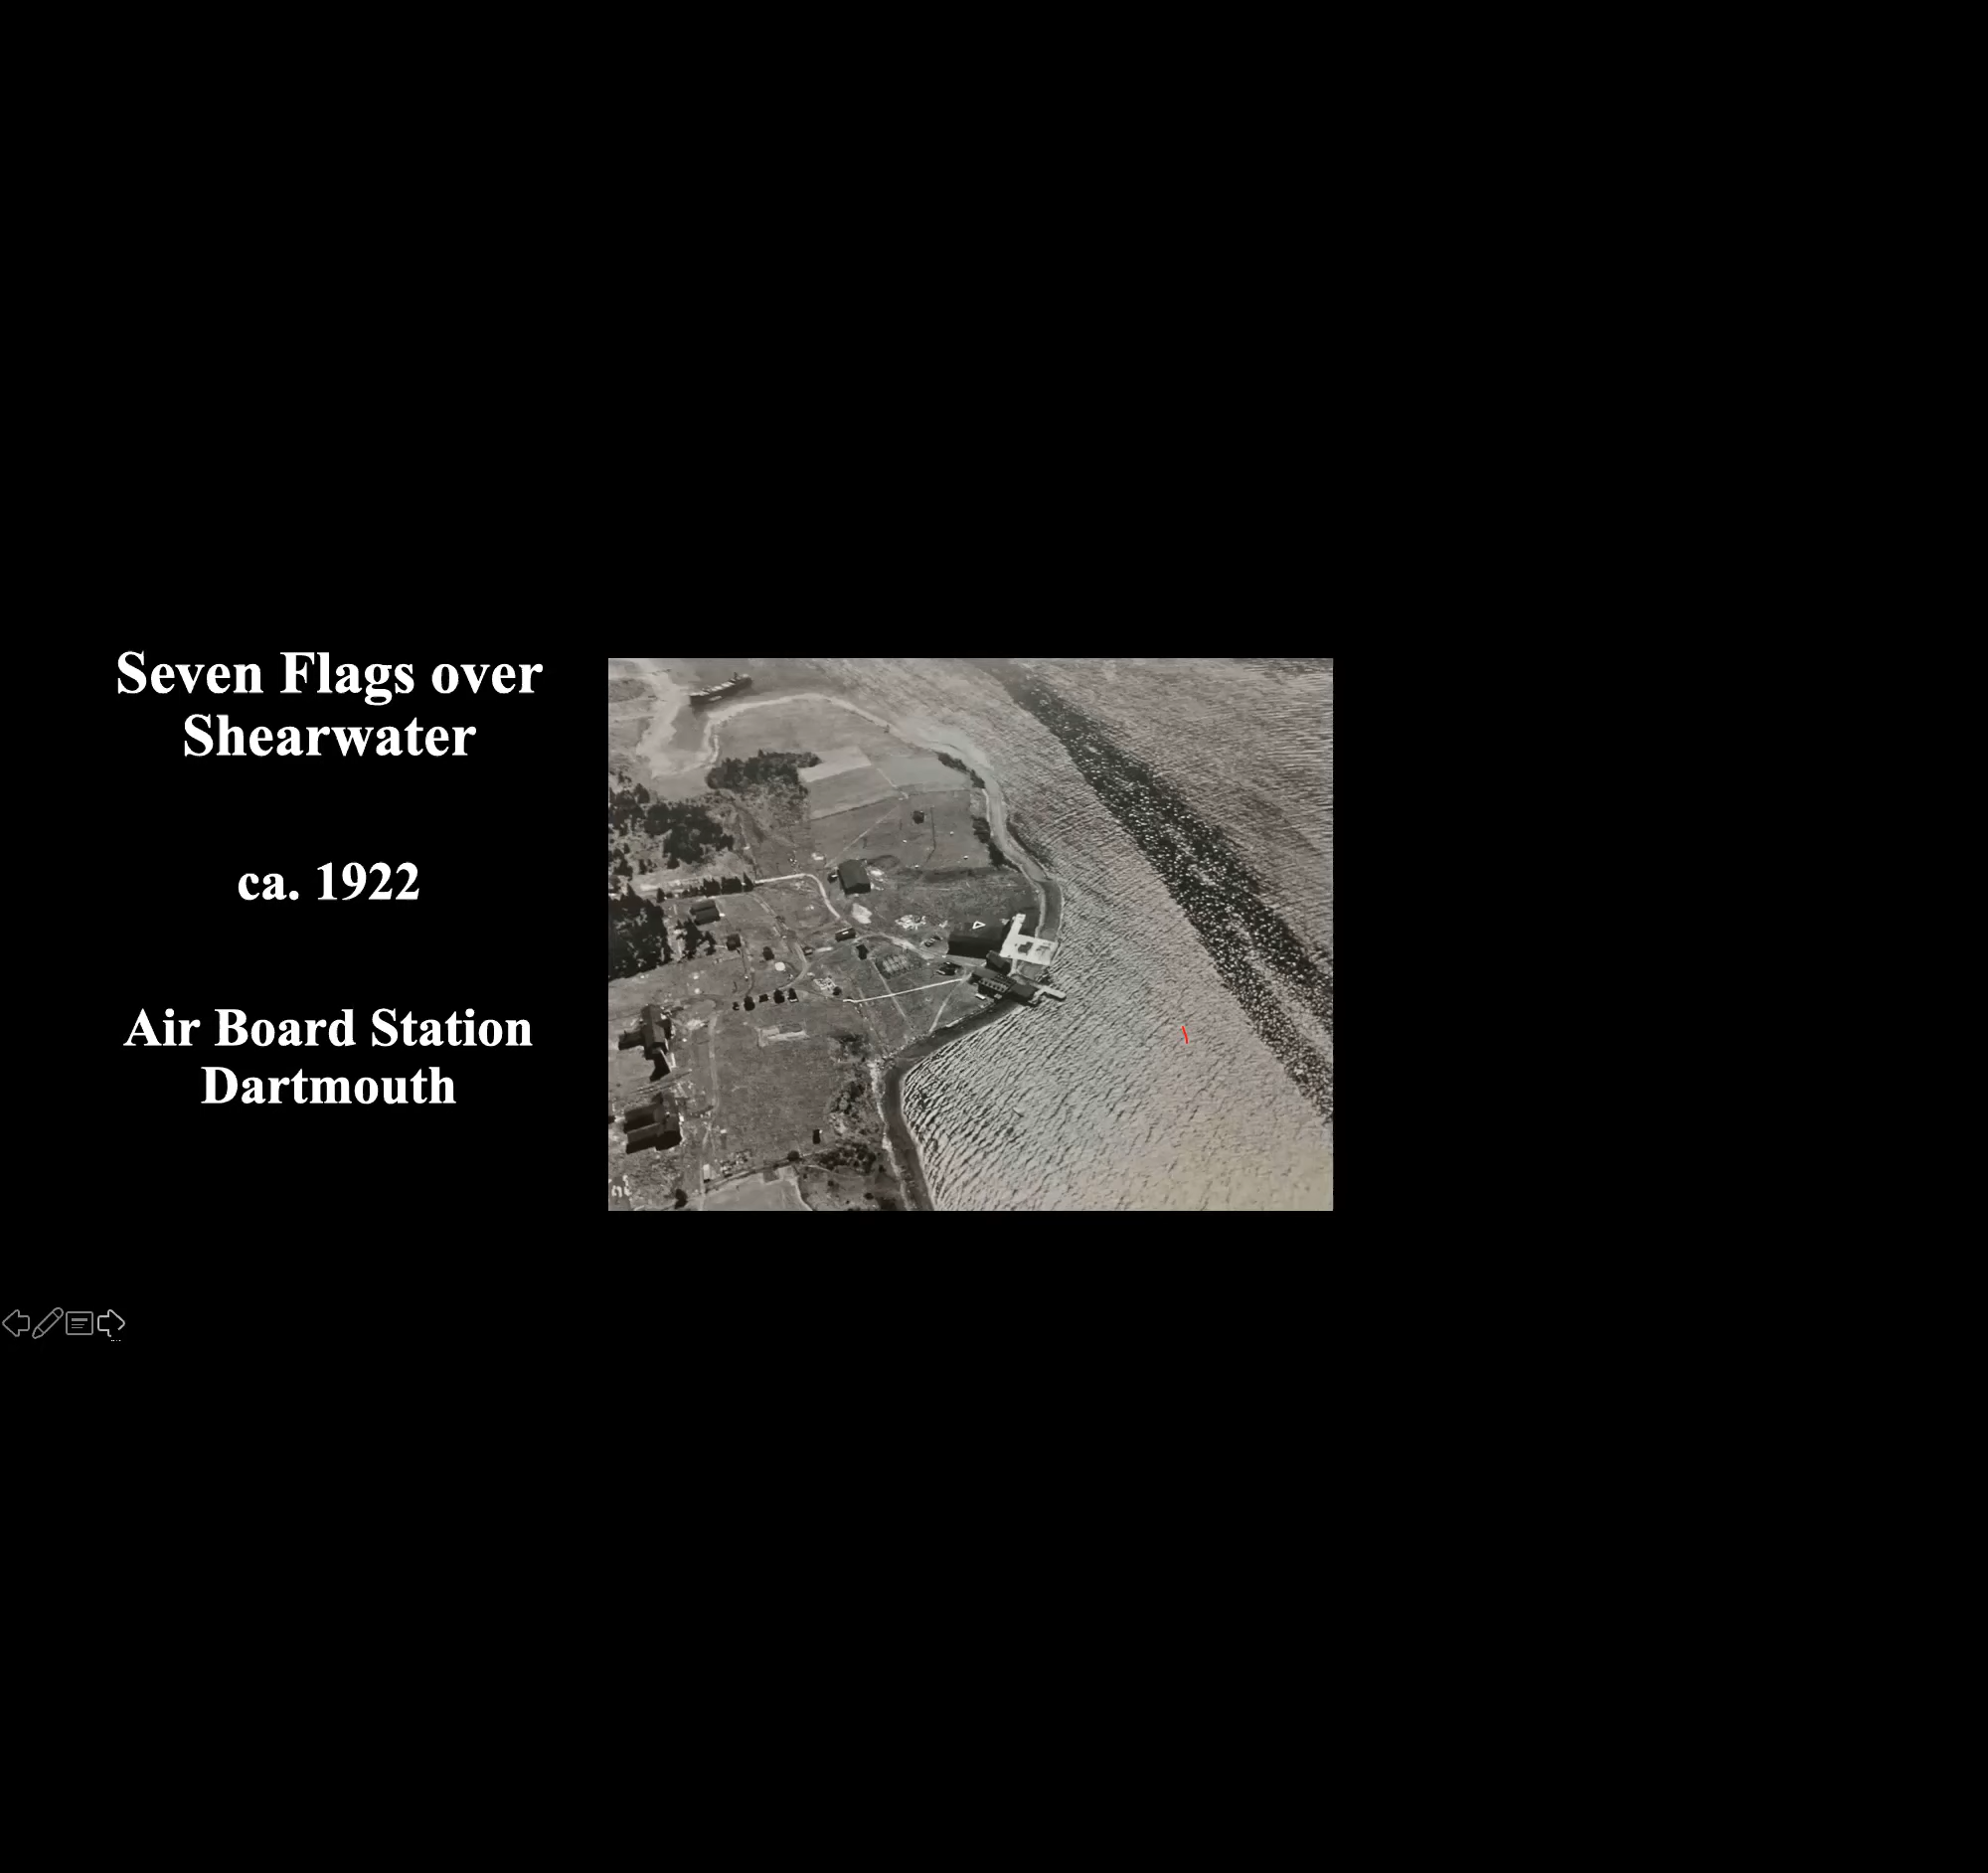 Seven Flags over
Shearwater
ca. 1922
Air Board Station
Dartmouth